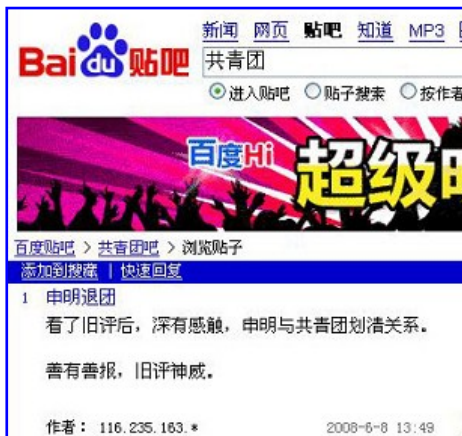 新闻 网页 贴吧 知道 MP3
Bai du 贴吧
共青团
进入贴吧 贴子搜索 按作者
百度Hi 超级
百度贴吧 > 共青团吧 > 浏览贴子
添加到搜藏 | 快速回复
1 申明退团
看了旧评后，深有感触，申明与共青团划清关系。
善有善报，旧评神威。
作者： 116.235.163.* 2008-6-8 13:49